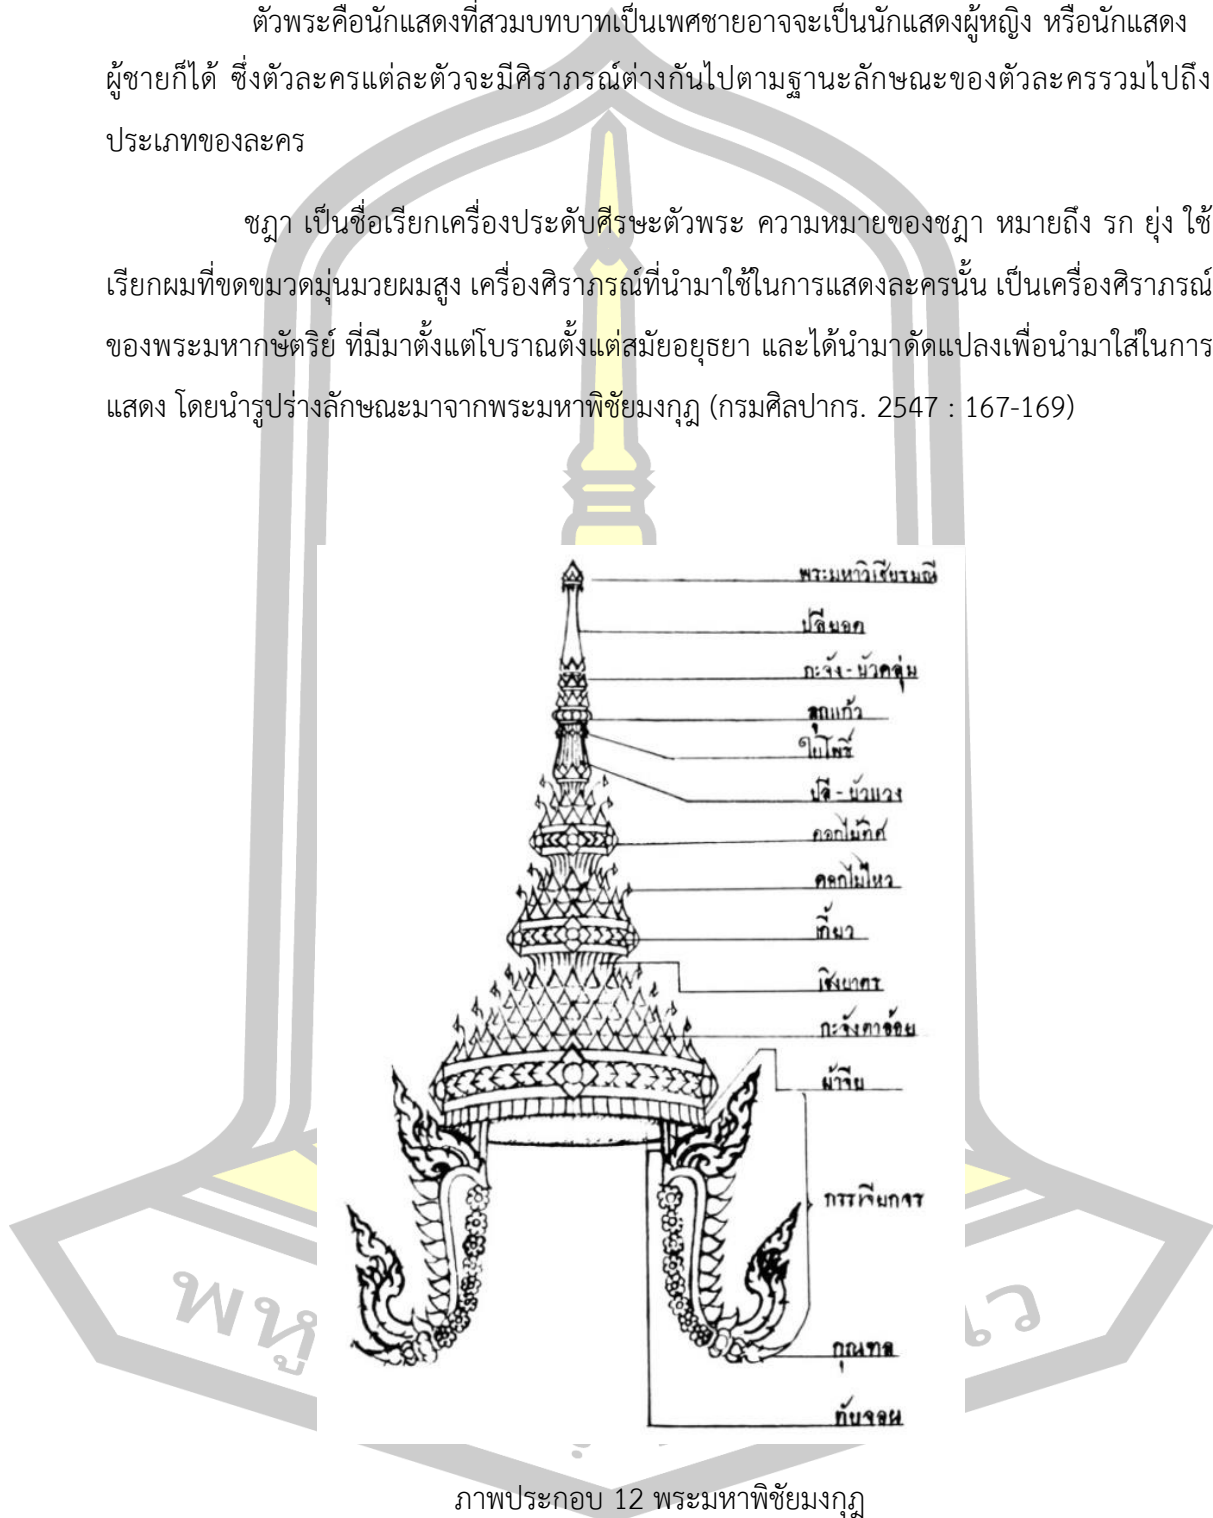 ตัวพระคือนักแสดงที่สวมบทบาทเป็นเพศชายอาจจะเป็นนักแสดงผู้หญิง หรือนักแสดง
ผู้ชายก็ได้ ซึ่งตัวละครแต่ละตัวจะมีศิราภรณ์ต่างกันไปตามฐานะลักษณะของตัวละครรวมไปถึง
ประเภทของละคร
ชฎา เป็นชื่อเรียกเครื่องประดับศีรษะตัวพระ ความหมายของชฎา หมายถึง รก ยุ่ง ใช้
เรียกผมที่ขดขมวดมุ่นมวยผมสูง เครื่องศิราภรณ์ที่นำมาใช้ในการแสดงละครนั้น เป็นเครื่องศิราภรณ์
ของพระมหากษัตริย์ ที่มีมาตั้งแต่โบราณตั้งแต่สมัยอยุธยา และได้นำมาดัดแปลงเพื่อนำมาใส่ในการ
แสดง โดยนำรูปร่างลักษณะมาจากพระมหาพิชัยมงกุฎ (กรมศิลปากร. 2547 : 167-169)
พระมหาวิเชียรมณี
ปลียอด
กะจัง - บัวคลุ่ม
ลูกแก้ว
ใบโพธิ์
ปลี - บัวแวง
ดอกไม้ทิศ
ดอกไม้ไหว
เกี้ยว
เชิงบาตร
กะจังตาอ้อย
ผ้าจีบ
กรรเจียกจร
กุณฑล
ทับจอน
พหู
เว
ภาพประกอบ 12 พระมหาพิชัยมงกุฎ